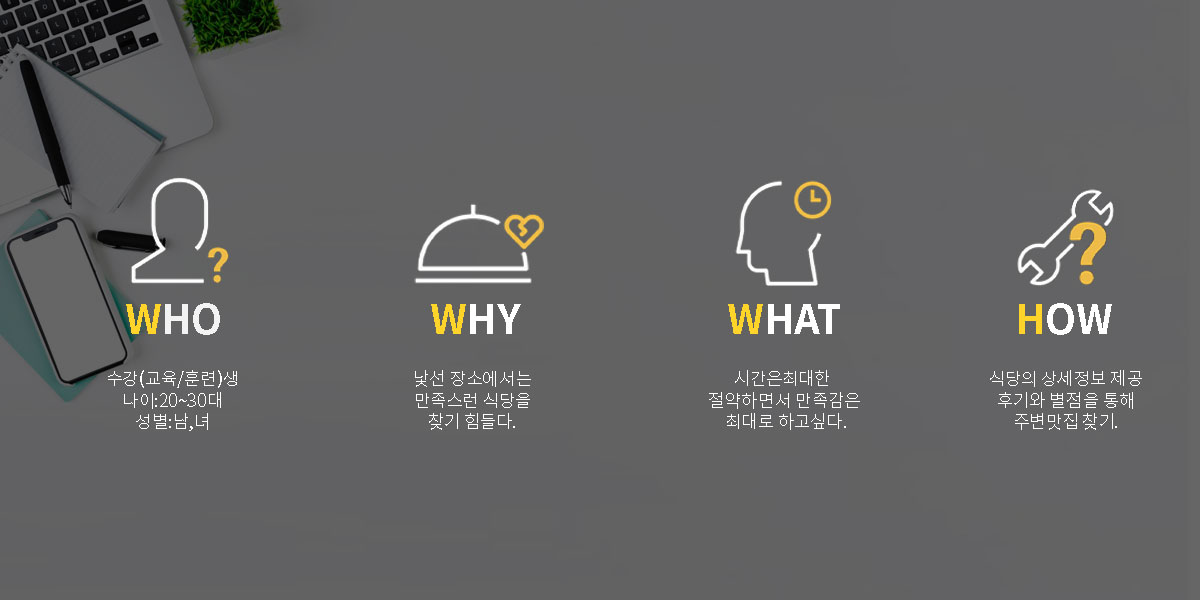 WHO
수강(교육/훈련)생
나이:20~30대
성별:남,녀
WHY
낯선 장소에서는
만족스런 식당을
찾기 힘들다.
WHAT
시간은최대한
절약하면서 만족감은
최대로 하고싶다.
HOW
식당의 상세정보 제공
후기와 별점을 통해
주변맛집 찾기.